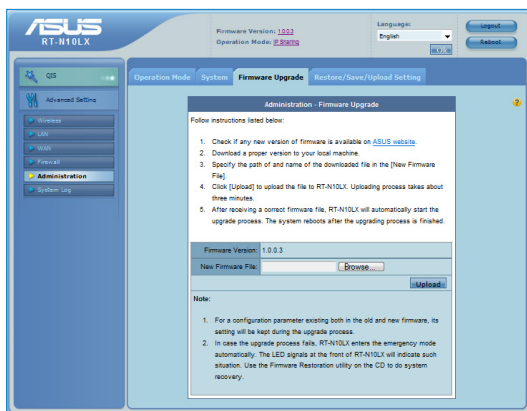 ASUS
RT-N10LX
Firmware Version: 1003
Operation Mode: IP Sharing
Language:
English
Logout
Reboot
QIS
Advanced Setting
Wireless
LAN
WAN
Firewall
Administration
System Log
Operation Mode
System
Firmware Upgrade
Restore/Save/Upload Setting
Administration - Firmware Upgrade
Follow instructions listed below:
1. Check if any new version of firmware is available on ASUS website.
2. Download a proper version to your local machine.
3. Specify the path of and name of the downloaded file in the [New Firmware
File].
4. Click [Upload] to upload the file to RT-N10LX. Uploading process takes about
three minutes.
5. After receiving a correct firmware file, RT-N10LX will automatically start the
upgrade process. The system reboots after the upgrading process is finished.
Firmware Version: 1.0.0.3
New Firmware File: Browse...
Upload
Note:
1. For a configuration parameter existing both in the old and new firmware, its
setting will be kept during the upgrade process.
2. In case the upgrade process fails, RT-N10LX enters the emergency mode
automatically. The LED signals at the front of RT-N10LX will indicate such
situation. Use the Firmware Restoration utility on the CD to do system
recovery.